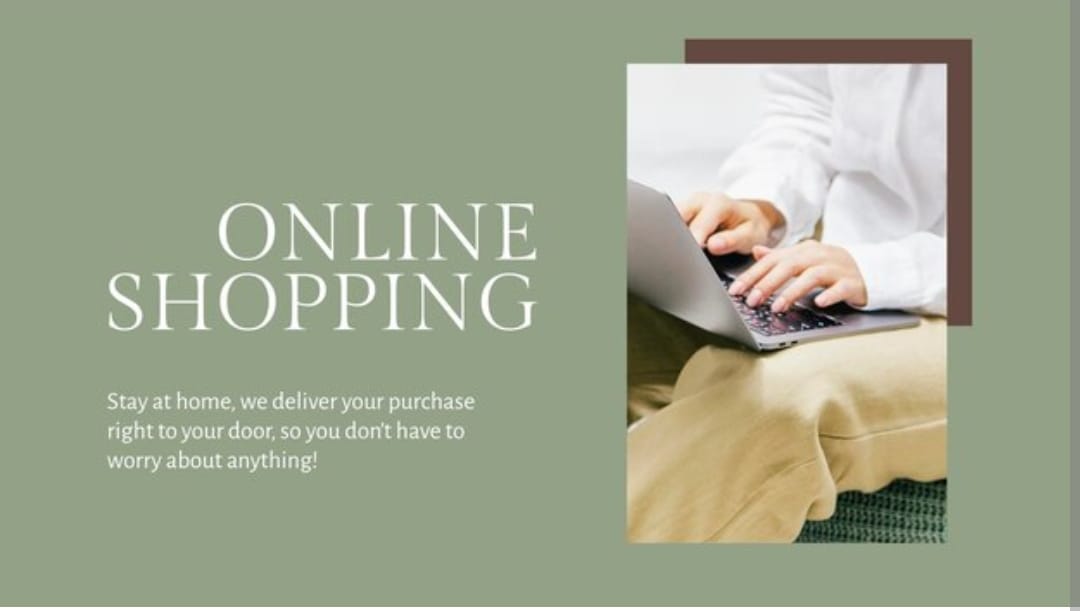 ONLINE
SHOPPING
Stay at home, we deliver your purchase
right to your door, so you don't have to
worry about anything!